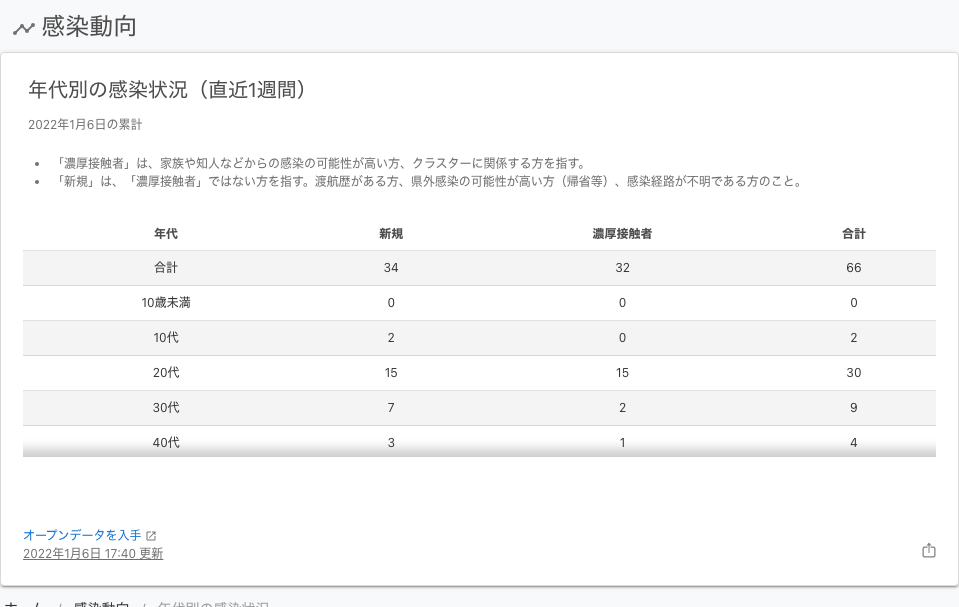 感染動向
年代別の感染状況（直近1週間）
2022年1月6日の累計
• 「濃厚接触者」は、家族や知人などからの感染の可能性が高い方、クラスターに関係する方を指す。
• 「新規」は、「濃厚接触者」ではない方を指す。渡航歴がある方、県外感染の可能性が高い方（帰省等）、感染経路が不明である方のこと。
年代 新規 濃厚接触者 合計
合計 34 32 66
10歳未満 0 0 0
10代 2 0 2
20代 15 15 30
30代 7 2 9
40代 3 1 4
オープンデータを入手
2022年1月6日 17:40 更新
ホーム / 感染動向 / 年代別の感染状況